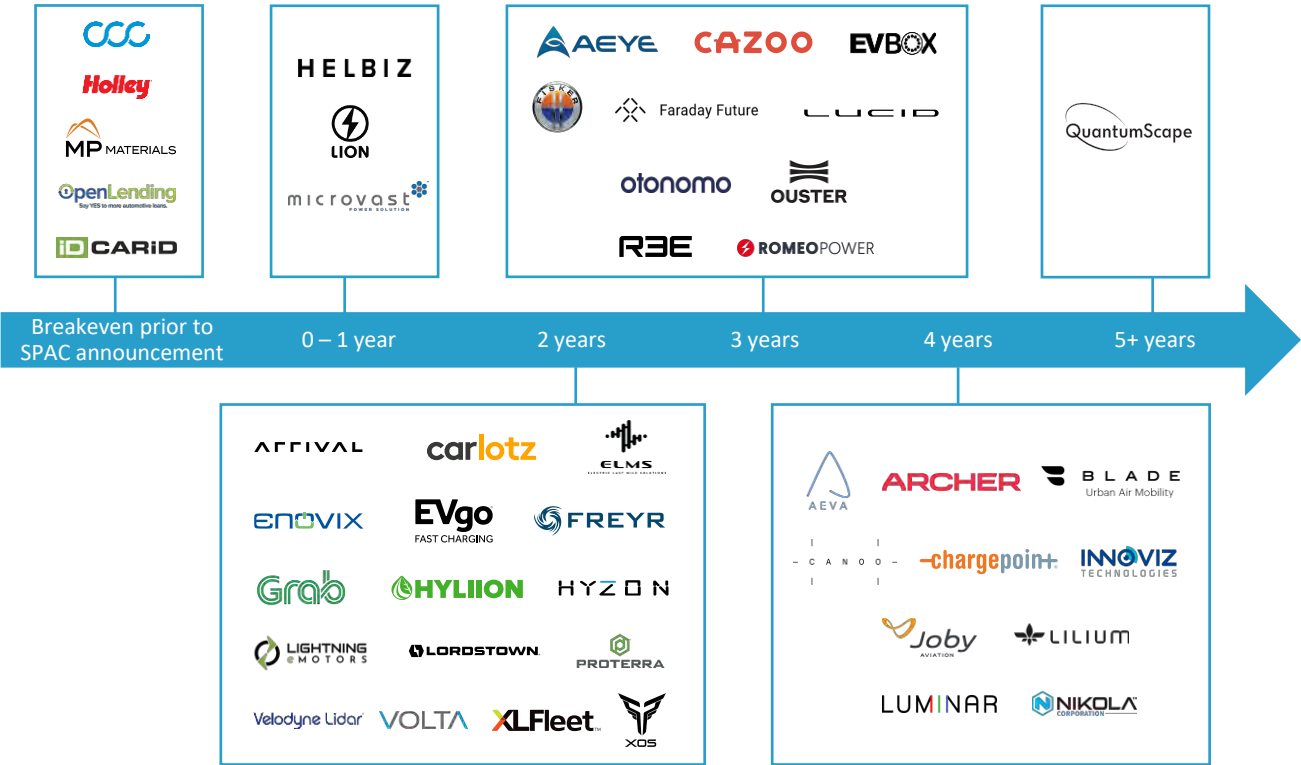 CCC
Holley
MP MATERIALS
OpenLending
Say YES to more automotive loans.
iD CARiD
HELBIZ
LION
microvast
POWER SOLUTION
AEYE
CAZOO
EVBOX
FISKER
Faraday Future
LUCID
otonomo
OUSTER
REE
ROMEOPOWER
QuantumScape
Breakeven prior to
SPAC announcement
0 – 1 year
2 years
3 years
4 years
5+ years
ARRIVAL
carlotz
ELMS
ELECTRIC LAST MILE SOLUTIONS
ENOVIX
EVgo
FAST CHARGING
FREYR
Grab
HYLIION
HYZON
LIGHTNING
eMOTORS
LORDSTOWN
PROTERRA
Velodyne Lidar
VOLTA
XLFleet™
XOS
AEVA
ARCHER
BLADE
Urban Air Mobility
CANOO
chargepoin+
INNOVIZ
TECHNOLOGIES
Joby
AVIATION
LILIUM
LUMINAR
NIKOLA
CORPORATION